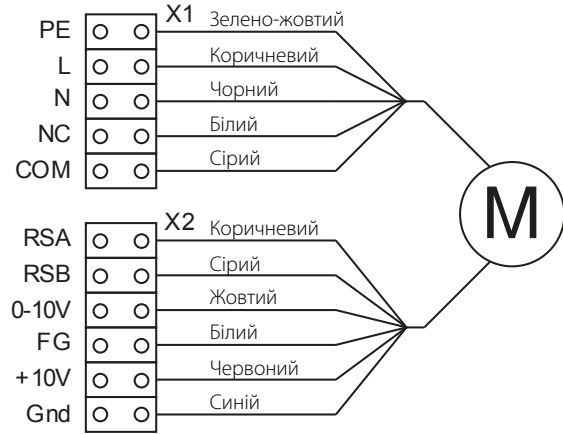 X1
PE Зелено-жовтий
L Коричневий
N Чорний
NC Білий
COM Сірий
M
X2
RSA Коричневий
RSB Сірий
0-10V Жовтий
FG Білий
+10V Червоний
Gnd Синій